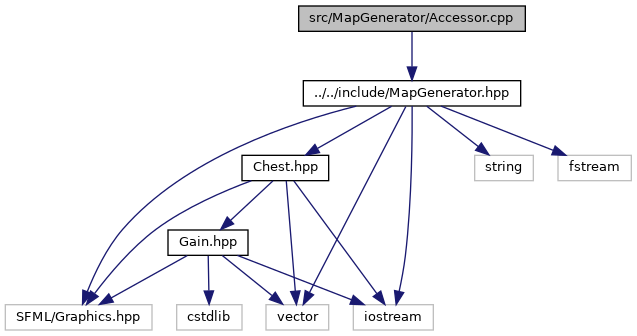 src/MapGenerator/Accessor.cpp
../../include/MapGenerator.hpp
Chest.hpp
string
fstream
Gain.hpp
SFML/Graphics.hpp
cstdlib
vector
iostream